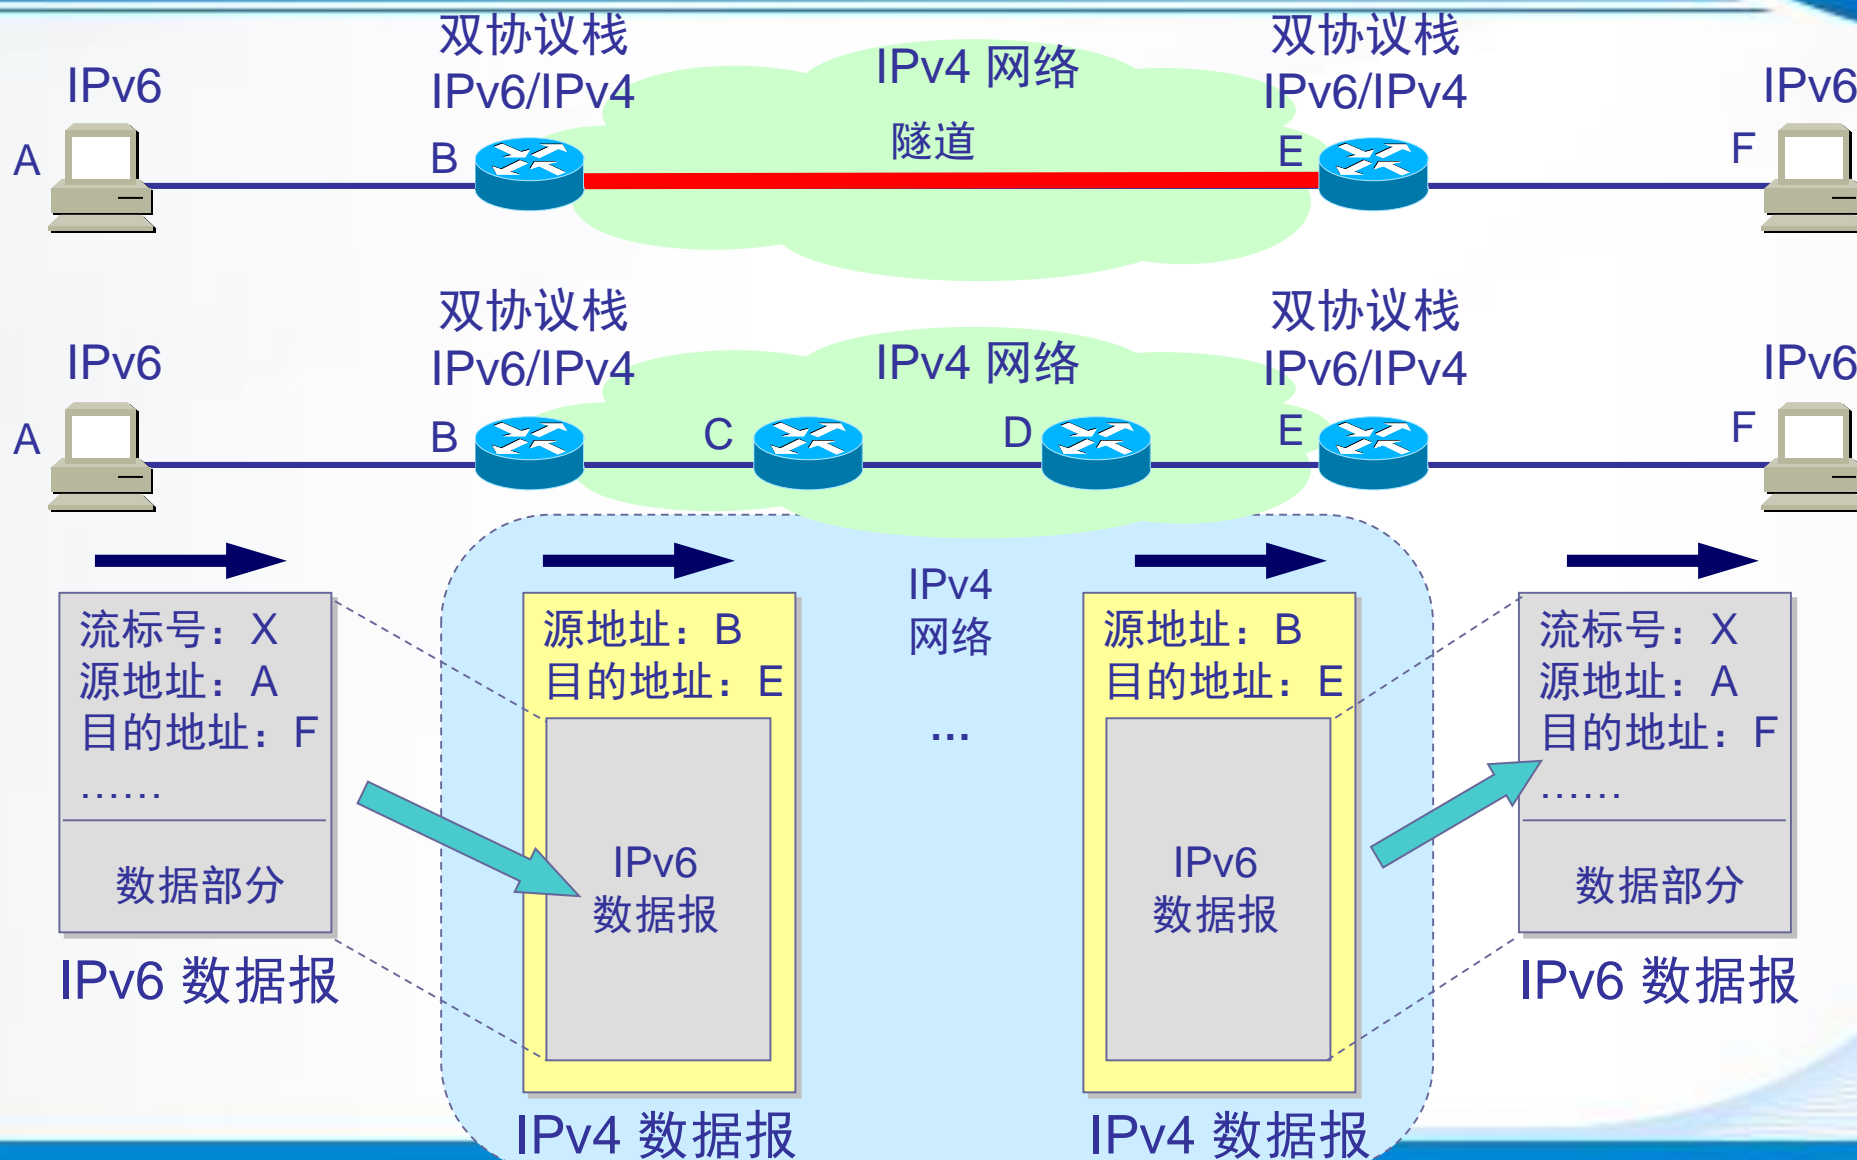 双协议栈
IPv6/IPv4
IPv4 网络
双协议栈
IPv6/IPv4
IPv6
IPv6
隧道
A
B
E
F
双协议栈
IPv6/IPv4
IPv4 网络
双协议栈
IPv6/IPv4
IPv6
IPv6
A
B
C
D
E
F
流标号：X
源地址：A
目的地址：F
……
数据部分
IPv6 数据报
源地址：B
目的地址：E
IPv6
数据报
IPv4 数据报
IPv4
网络
…
源地址：B
目的地址：E
IPv6
数据报
IPv4 数据报
流标号：X
源地址：A
目的地址：F
……
数据部分
IPv6 数据报